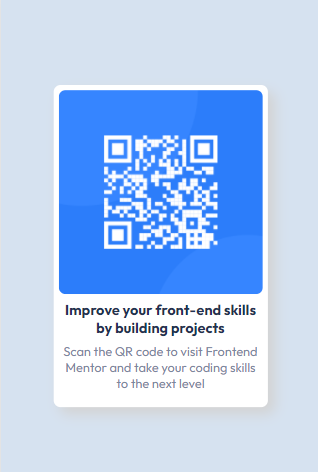 Improve your front-end skills
by building projects
Scan the QR code to visit Frontend
Mentor and take your coding skills
to the next level